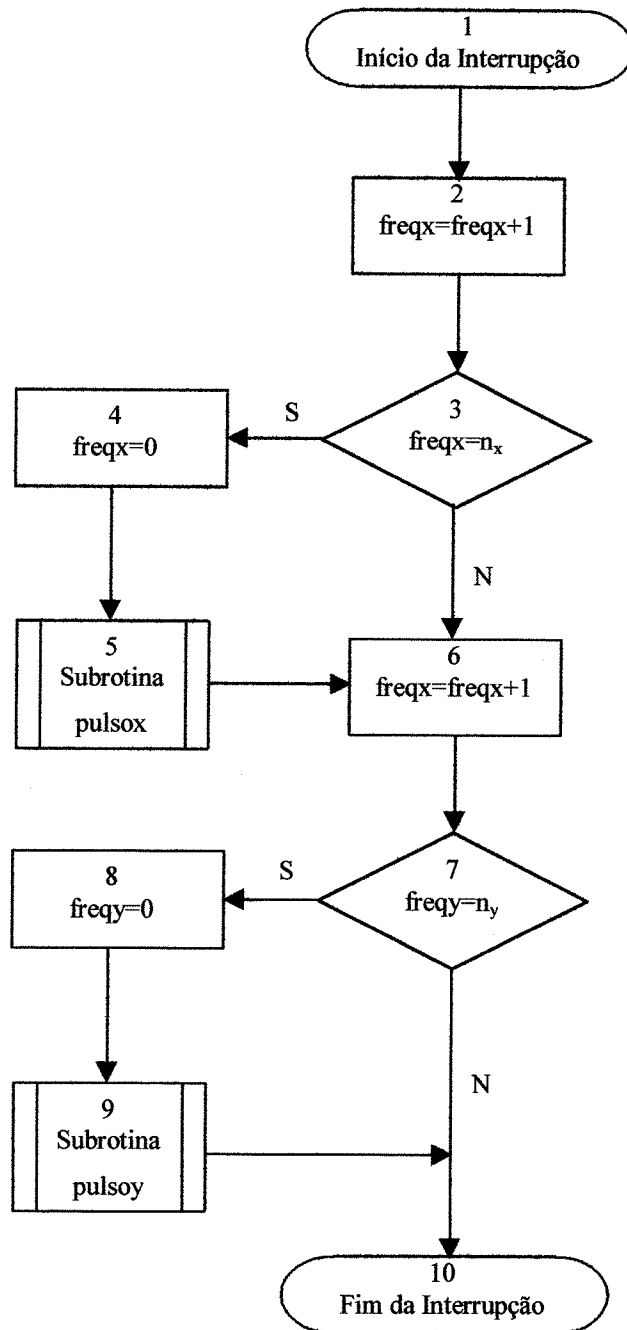 1
Início da Interrupção
2
freqx=freqx+1
3
freqx=nx
S
4
freqx=0
N
5
Subrotina
pulsox
6
freqx=freqx+1
7
freqy=ny
S
8
freqy=0
N
9
Subrotina
pulsoy
10
Fim da Interrupção